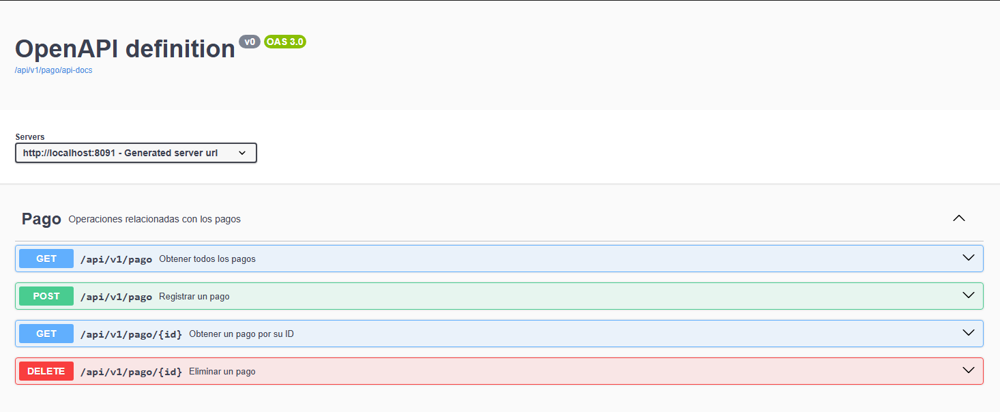 OpenAPI definition v0 OAS 3.0
/api/v1/pago/api-docs
Servers
http://localhost:8091 - Generated server url
Pago Operaciones relacionadas con los pagos
GET /api/v1/pago Obtener todos los pagos
POST /api/v1/pago Registrar un pago
GET /api/v1/pago/{id} Obtener un pago por su ID
DELETE /api/v1/pago/{id} Eliminar un pago